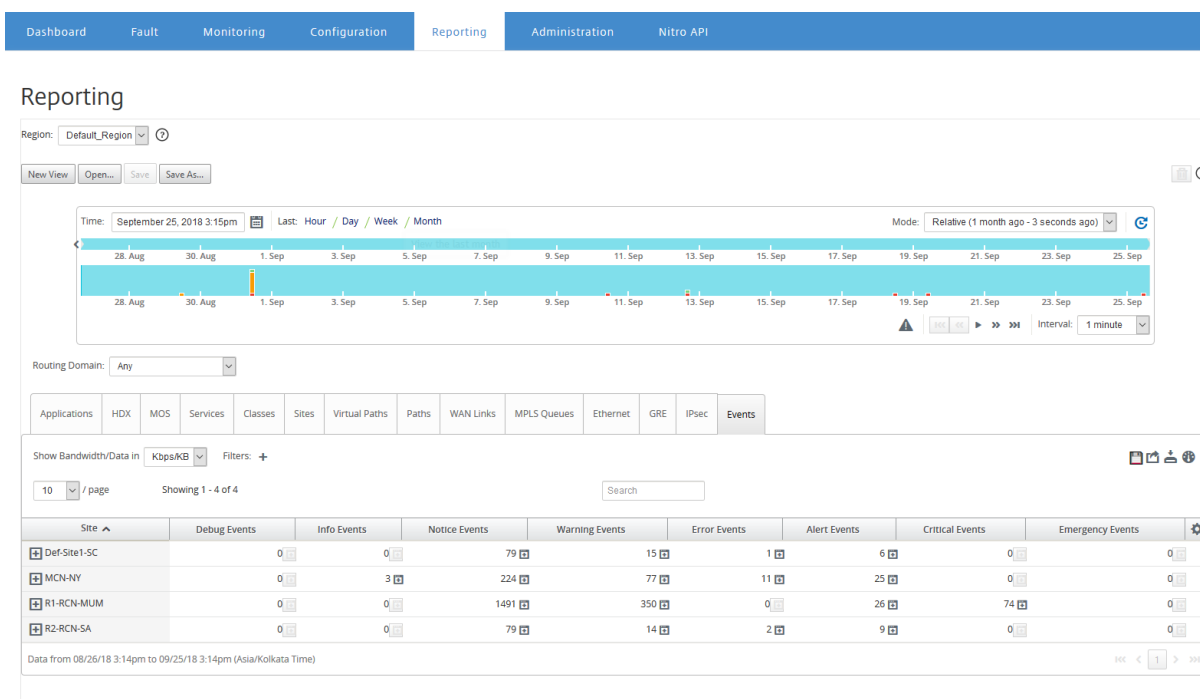 Dashboard Fault Monitoring Configuration Reporting Administration Nitro API
Reporting
Region: Default_Region ?
New View Open... Save Save As...
Time: September 25, 2018 3:15pm Last: Hour / Day / Week / Month Mode: Relative (1 month ago - 3 seconds ago)
28. Aug 30. Aug 1. Sep 3. Sep 5. Sep 7. Sep 9. Sep 11. Sep 13. Sep 15. Sep 17. Sep 19. Sep 21. Sep 23. Sep 25. Sep
28. Aug 30. Aug 1. Sep 3. Sep 5. Sep 7. Sep 9. Sep 11. Sep 13. Sep 15. Sep 17. Sep 19. Sep 21. Sep 23. Sep 25. Sep
Interval: 1 minute
Routing Domain: Any
Applications HDX MOS Services Classes Sites Virtual Paths Paths WAN Links MPLS Queues Ethernet GRE IPsec Events
Show Bandwidth/Data in Kbps/KB Filters: +
10 / page Showing 1 - 4 of 4 Search
Site Debug Events Info Events Notice Events Warning Events Error Events Alert Events Critical Events Emergency Events
Def-Site1-SC 0 0 79 15 1 6 0 0
MCN-NY 0 3 224 77 11 25 0 0
R1-RCN-MUM 0 0 1491 350 0 26 74 0
R2-RCN-SA 0 0 79 14 2 9 0 0
Data from 08/26/18 3:14pm to 09/25/18 3:14pm (Asia/Kolkata Time) 1